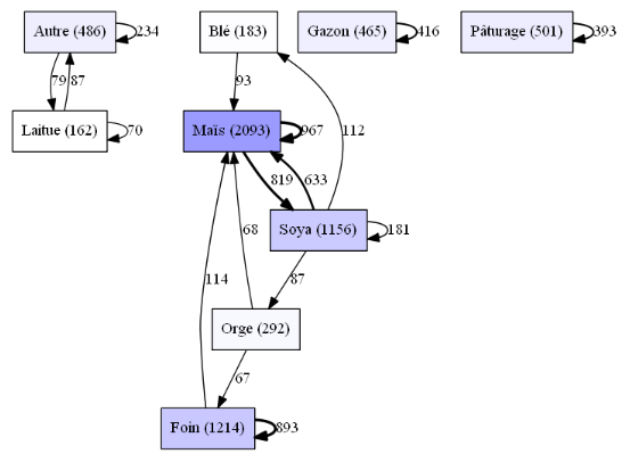 Autre (486)
234
Blé (183)
Gazon (465)
416
Pâturage (501)
393
79
87
93
Laitue (162)
70
Maïs (2093)
967
112
819
633
68
Soya (1156)
181
114
87
Orge (292)
67
Foin (1214)
893